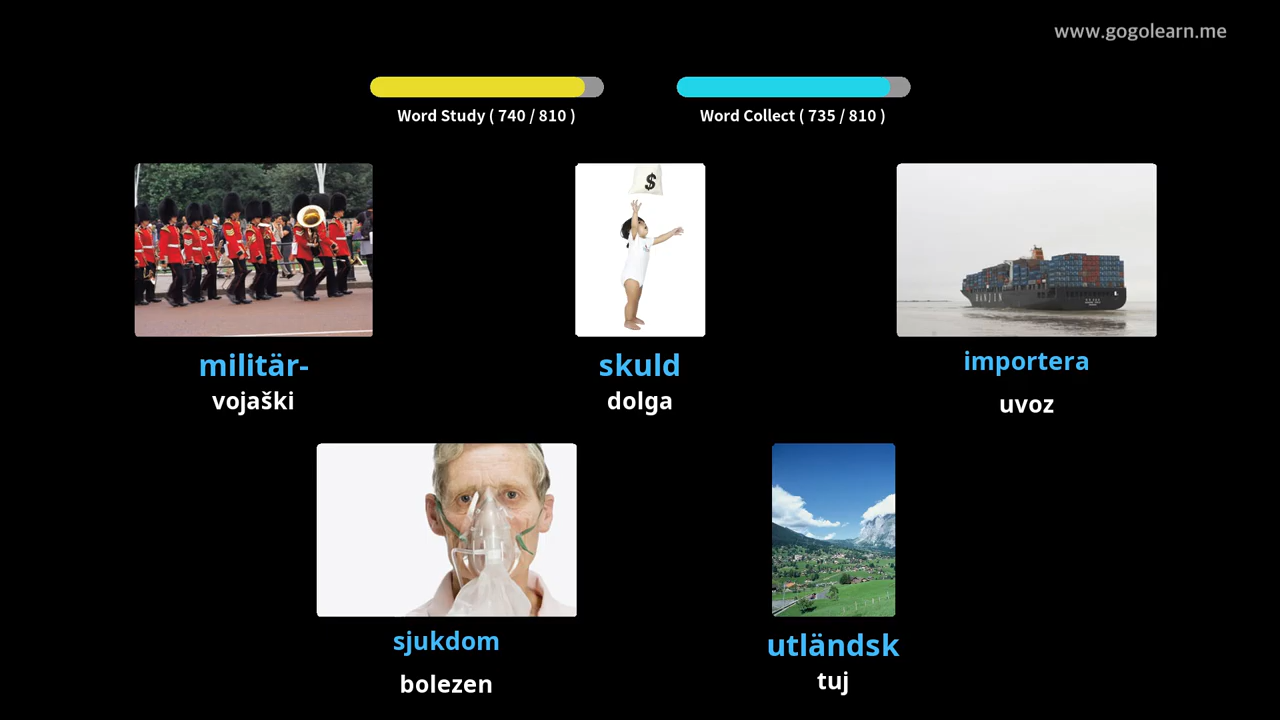 www.gogolearn.me
Word Study ( 740 / 810 )
Word Collect ( 735 / 810 )
$
militär-
vojaški
skuld
dolga
HANJIN
importera
uvoz
sjukdom
bolezen
utländsk
tuj